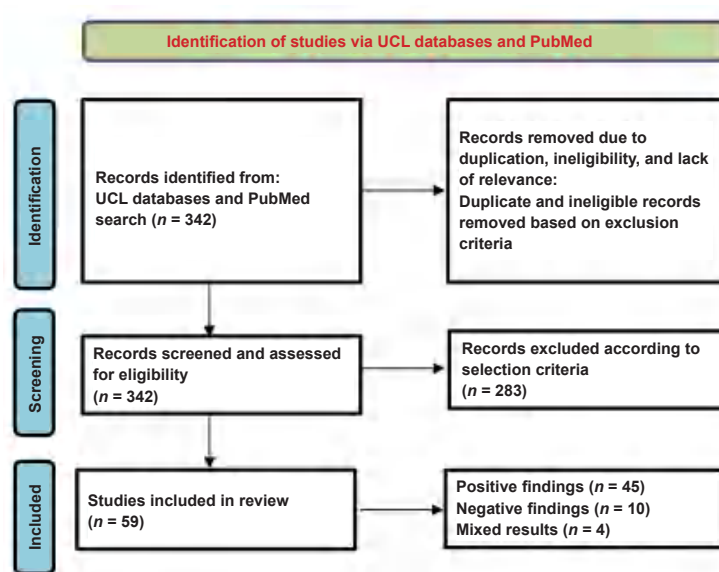 Identification of studies via UCL databases and PubMed
Identification
Records identified from:
UCL databases and PubMed
search (n = 342)
Records removed due to
duplication, ineligibility, and lack
of relevance:
Duplicate and ineligible records
removed based on exclusion
criteria
Screening
Records screened and assessed
for eligibility
(n = 342)
Records excluded according to
selection criteria
(n = 283)
Included
Studies included in review
(n = 59)
Positive findings (n = 45)
Negative findings (n = 10)
Mixed results (n = 4)